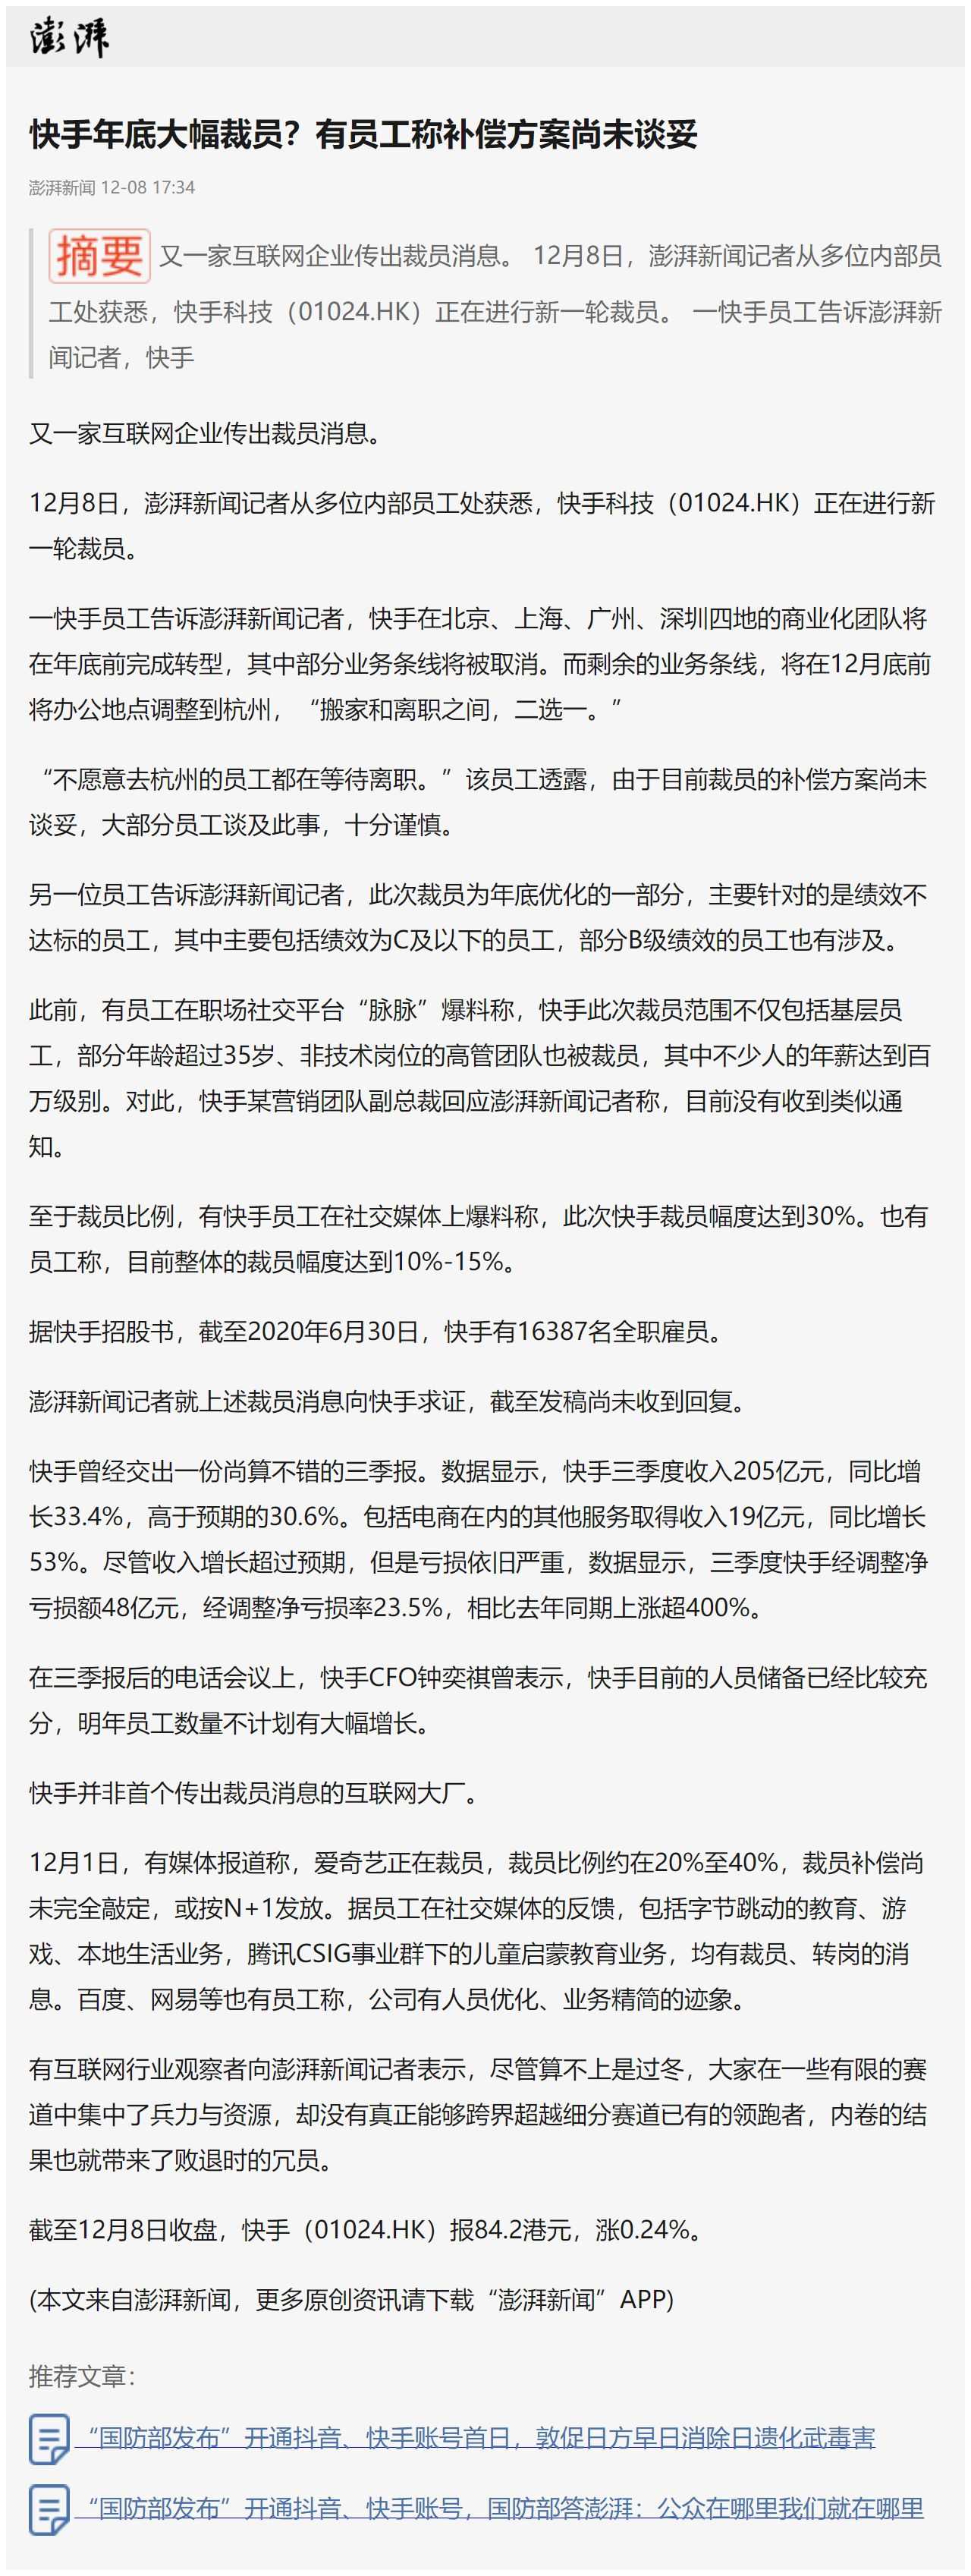 澎湃
快手年底大幅裁员？有员工称补偿方案尚未谈妥
澎湃新闻 12-08 17:34
摘要 又一家互联网企业传出裁员消息。 12月8日，澎湃新闻记者从多位内部员
工处获悉，快手科技（01024.HK）正在进行新一轮裁员。 一快手员工告诉澎湃新
闻记者，快手
又一家互联网企业传出裁员消息。
12月8日，澎湃新闻记者从多位内部员工处获悉，快手科技（01024.HK）正在进行新
一轮裁员。
一快手员工告诉澎湃新闻记者，快手在北京、上海、广州、深圳四地的商业化团队将
在年底前完成转型，其中部分业务条线将被取消。而剩余的业务条线，将在12月底前
将办公地点调整到杭州，“搬家和离职之间，二选一。”
“不愿意去杭州的员工都在等待离职。”该员工透露，由于目前裁员的补偿方案尚未
谈妥，大部分员工谈及此事，十分谨慎。
另一位员工告诉澎湃新闻记者，此次裁员为年底优化的一部分，主要针对的是绩效不
达标的员工，其中主要包括绩效为C及以下的员工，部分B级绩效的员工也有涉及。
此前，有员工在职场社交平台“脉脉”爆料称，快手此次裁员范围不仅包括基层员
工，部分年龄超过35岁、非技术岗位的高管团队也被裁员，其中不少人的年薪达到百
万级别。对此，快手某营销团队副总裁回应澎湃新闻记者称，目前没有收到类似通
知。
至于裁员比例，有快手员工在社交媒体上爆料称，此次快手裁员幅度达到30%。也有
员工称，目前整体的裁员幅度达到10%-15%。
据快手招股书，截至2020年6月30日，快手有16387名全职雇员。
澎湃新闻记者就上述裁员消息向快手求证，截至发稿尚未收到回复。
快手曾经交出一份尚算不错的三季报。数据显示，快手三季度收入205亿元，同比增
长33.4%，高于预期的30.6%。包括电商在内的其他服务取得收入19亿元，同比增长
53%。尽管收入增长超过预期，但是亏损依旧严重，数据显示，三季度快手经调整净
亏损额48亿元，经调整净亏损率23.5%，相比去年同期上涨超400%。
在三季报后的电话会议上，快手CFO钟奕祺曾表示，快手目前的人员储备已经比较充
分，明年员工数量不计划有大幅增长。
快手并非首个传出裁员消息的互联网大厂。
12月1日，有媒体报道称，爱奇艺正在裁员，裁员比例约在20%至40%，裁员补偿尚
未完全敲定，或按N+1发放。据员工在社交媒体的反馈，包括字节跳动的教育、游
戏、本地生活业务，腾讯CSIG事业群下的儿童启蒙教育业务，均有裁员、转岗的消
息。百度、网易等也有员工称，公司有人员优化、业务精简的迹象。
有互联网行业观察者向澎湃新闻记者表示，尽管算不上是过冬，大家在一些有限的赛
道中集中了兵力与资源，却没有真正能够跨界超越细分赛道已有的领跑者，内卷的结
果也就带来了败退时的冗员。
截至12月8日收盘，快手（01024.HK）报84.2港元，涨0.24%。
(本文来自澎湃新闻，更多原创资讯请下载“澎湃新闻”APP)
推荐文章：
“国防部发布”开通抖音、快手账号首日，敦促日方早日消除日遗化武毒害
“国防部发布”开通抖音、快手账号，国防部答澎湃：公众在哪里我们就在哪里